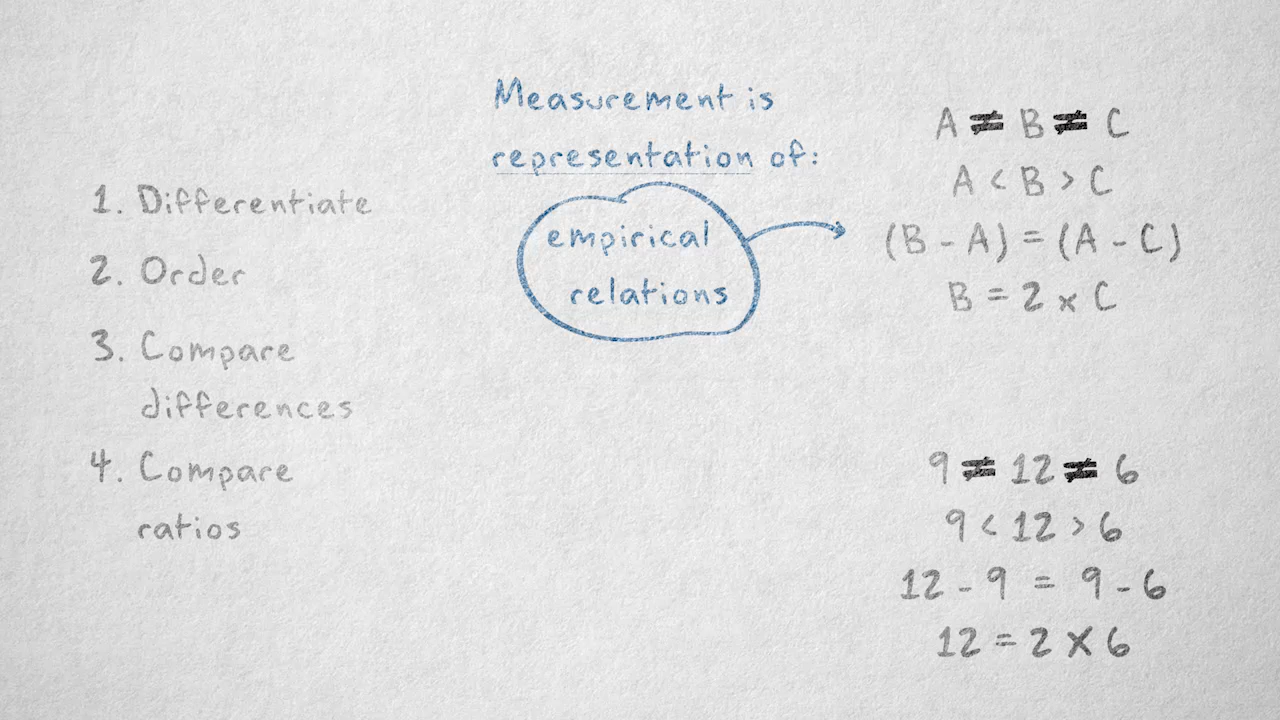 1. Differentiate
2. Order
3. Compare
differences
4. Compare
ratios
Measurement is
representation of:
empirical
relations
A ≠ B ≠ C
A < B > C
(B - A) = (A - C)
B = 2 x C
9 ≠ 12 ≠ 6
9 < 12 > 6
12 - 9 = 9 - 6
12 = 2 X 6